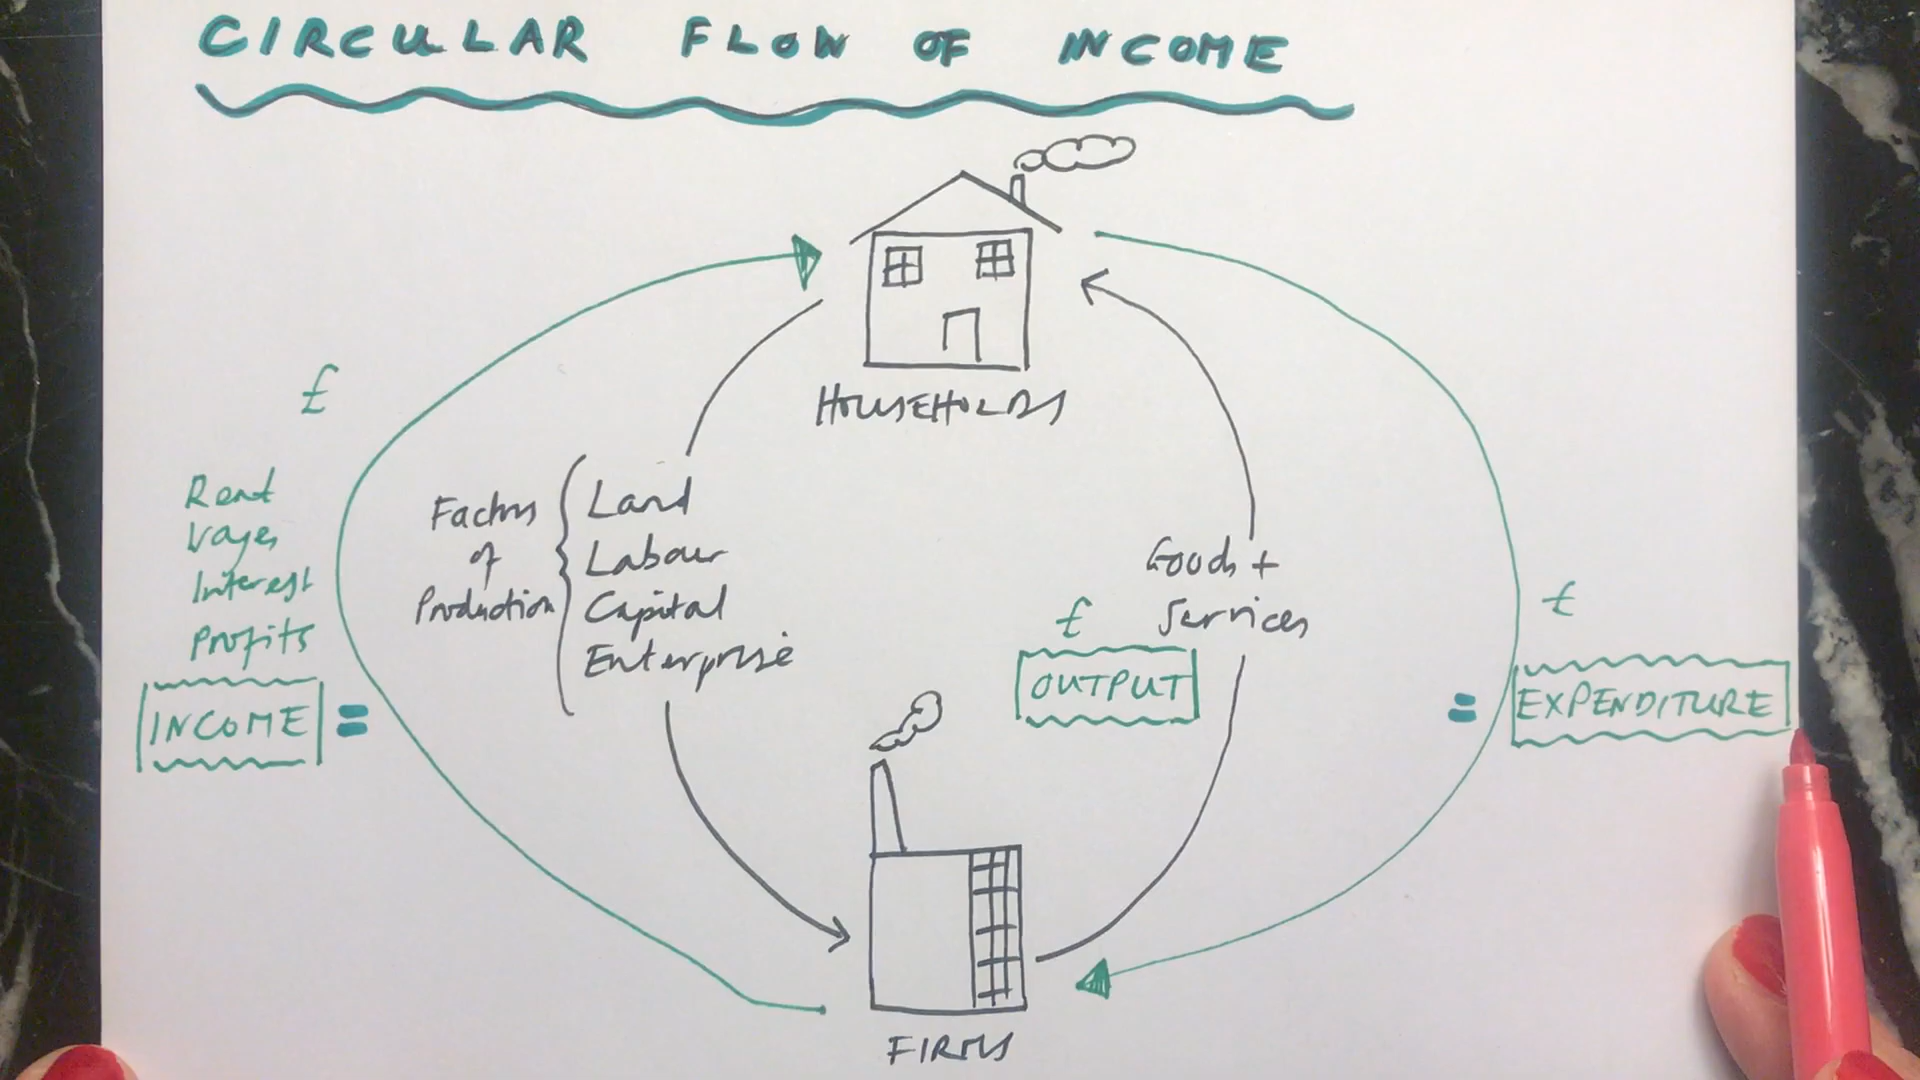 CIRCULAR FLOW OF INCOME
HOUSEHOLDS
£
Rent
Wages
Interest
Profits
INCOME =
Factors
of
Production
Land
Labour
Capital
Enterprise
Goods +
Services
£
OUTPUT
£
= EXPENDITURE
FIRMS